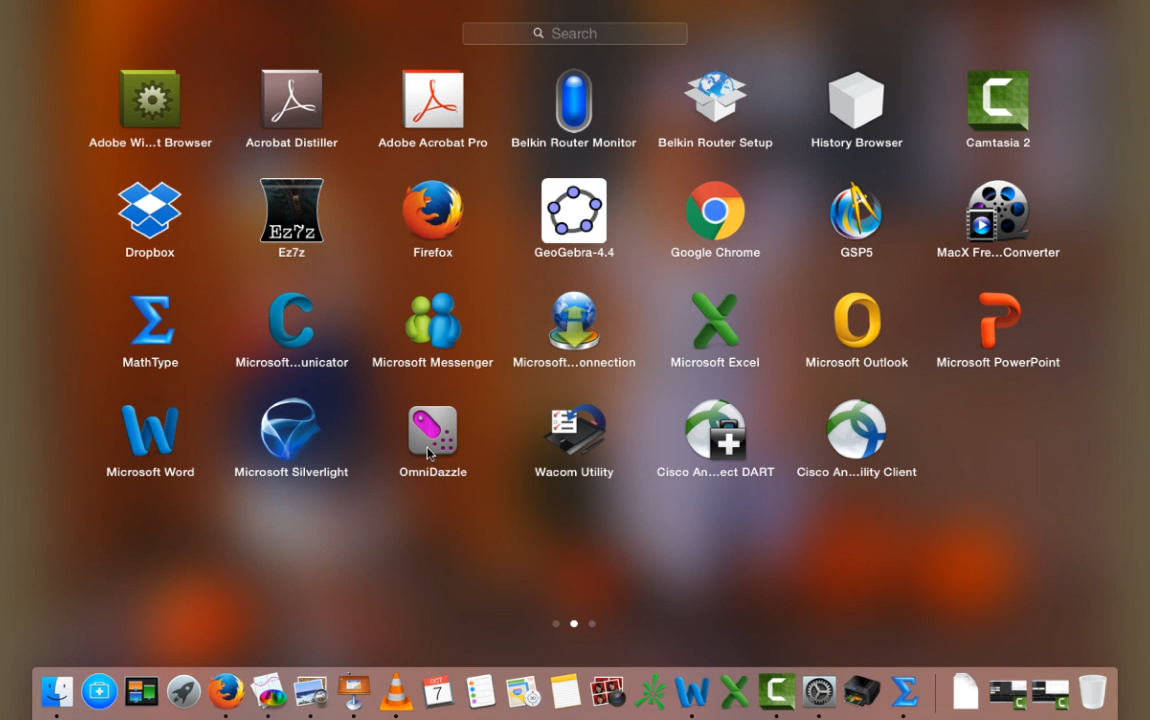 Search
Adobe Wi...t Browser
Acrobat Distiller
Adobe Acrobat Pro
Belkin Router Monitor
Belkin Router Setup
History Browser
Camtasia 2
Dropbox
Ez7z
Ez7z
Firefox
GeoGebra-4.4
Google Chrome
GSP5
MacX Fre...Converter
MathType
Microsoft...unicator
Microsoft Messenger
Microsoft...onnection
Microsoft Excel
Microsoft Outlook
Microsoft PowerPoint
Microsoft Word
Microsoft Silverlight
OmniDazzle
Wacom Utility
Cisco An...ect DART
Cisco An...ility Client
OCT
7